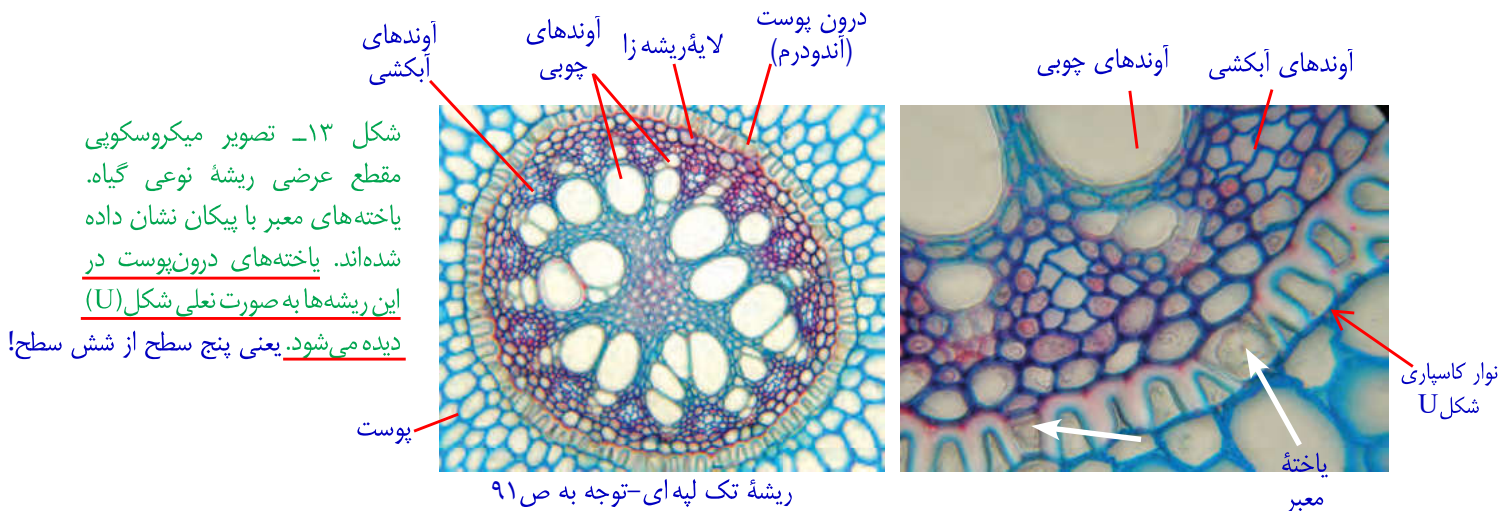 درون پوست
(آندودرم)
آوندهای
چوبی
لایهٔ ریشه زا
آوندهای
آبکشی
آوندهای چوبی
آوندهای آبکشی
شکل ۱۳ـ تصویر میکروسکوپی
مقطع عرضی ریشهٔ نوعی گیاه.
یاخته‌های معبر با پیکان نشان داده
شده‌اند. یاخته‌های درون‌پوست در
این ریشه‌ها به صورت نعلی شکل (U)
دیده می‌شود. یعنی پنج سطح از شش سطح!
پوست
نوار کاسپاری
شکل U
یاختهٔ
معبر
ریشهٔ تک لپه ای-توجه به ص۹۱